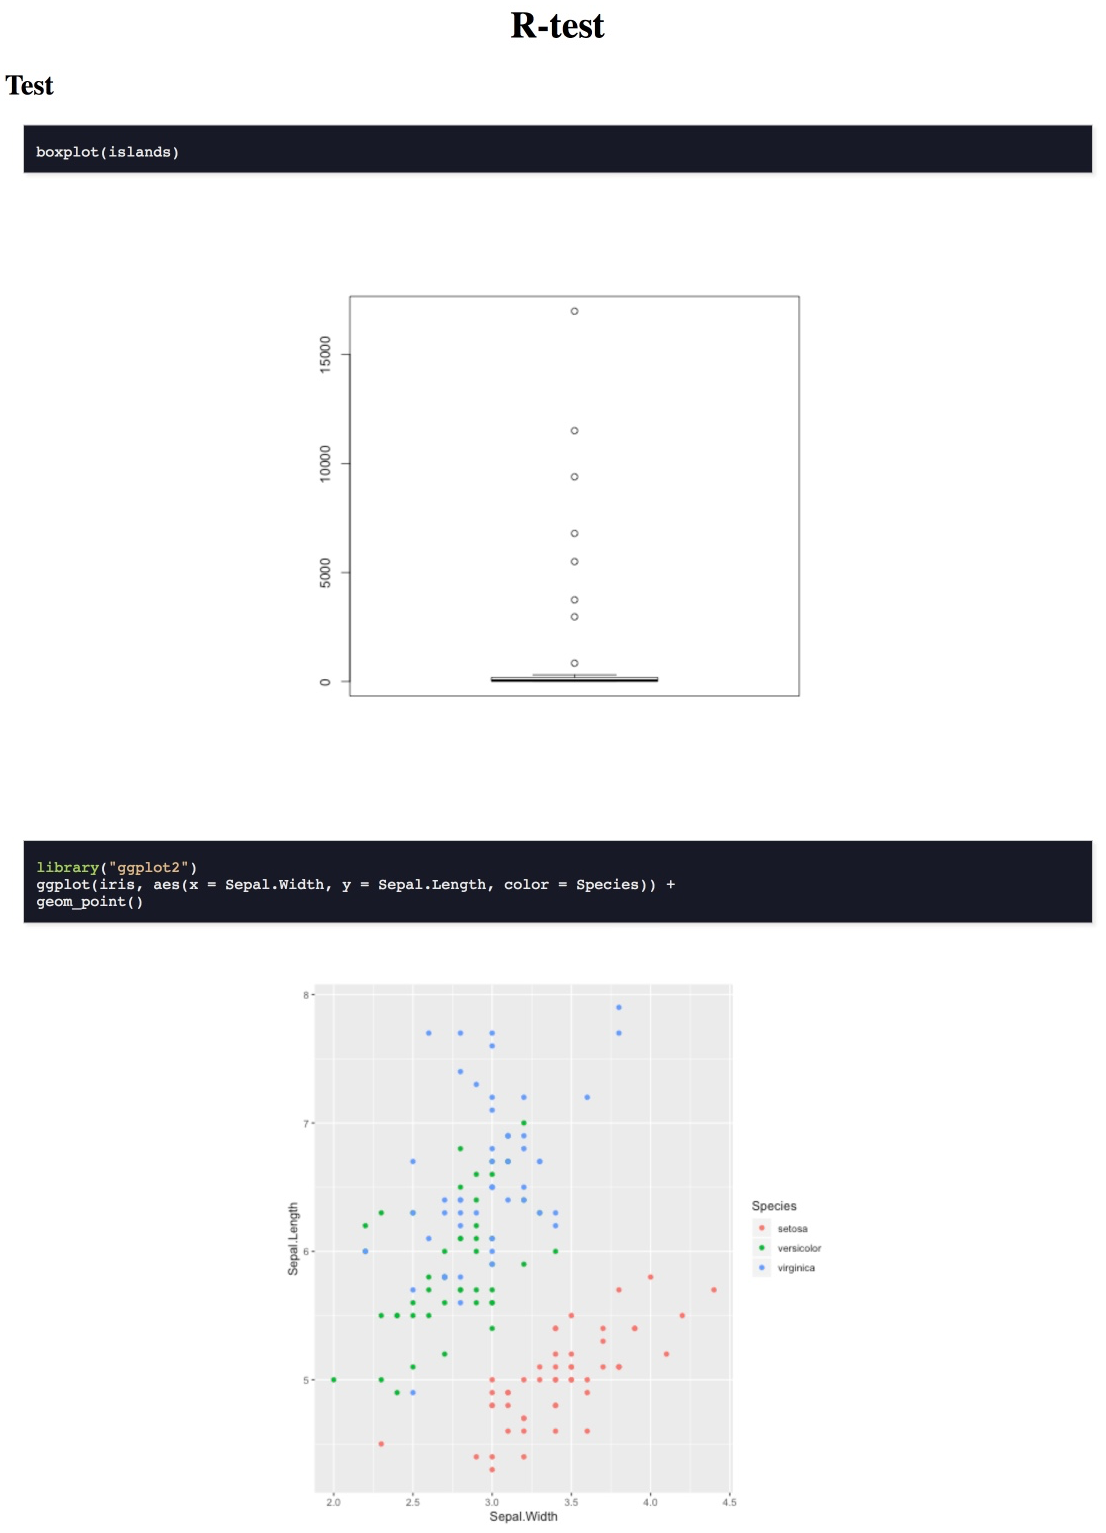 R-test
Test
boxplot(islands)
15000
10000
5000
0
library("ggplot2")
ggplot(iris, aes(x = Sepal.Width, y = Sepal.Length, color = Species)) +
geom_point()
8
7
6
5
Sepal.Length
2.0 2.5 3.0 3.5 4.0 4.5
Sepal.Width
Species
setosa
versicolor
virginica